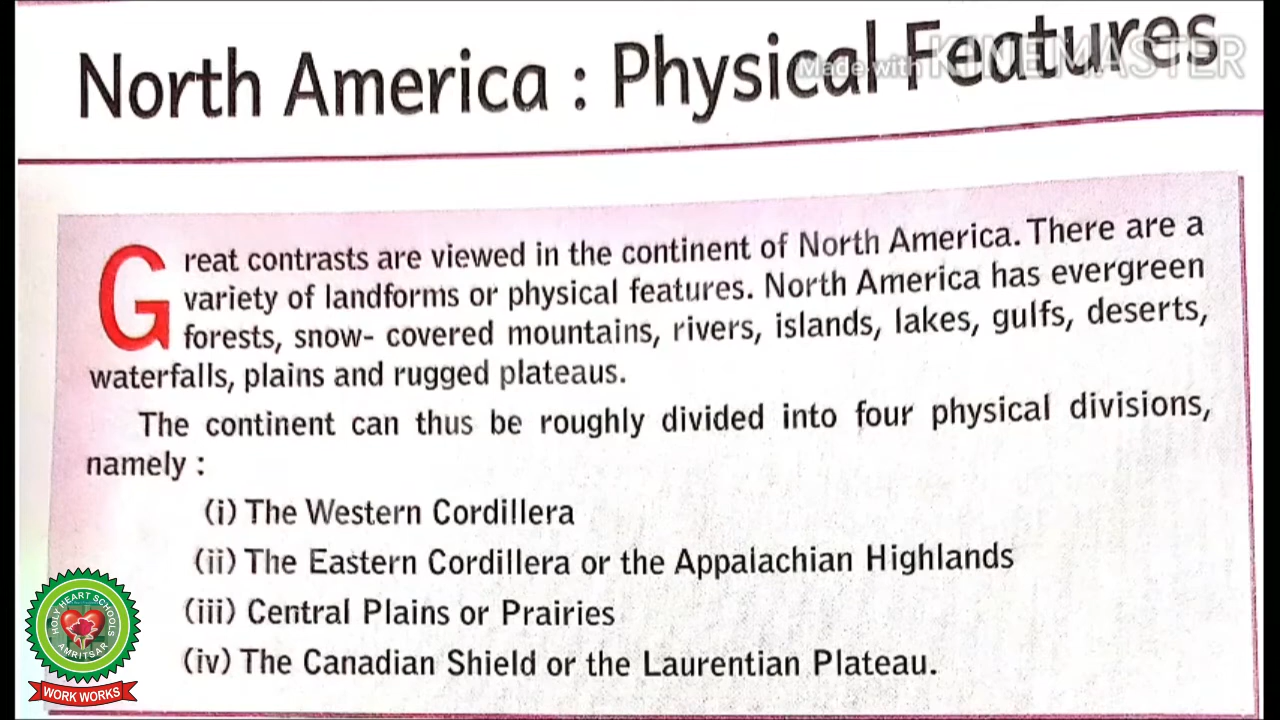 North America : Physical Features
Made with KINEMASTER
Great contrasts are viewed in the continent of North America. There are a
variety of landforms or physical features. North America has evergreen
forests, snow- covered mountains, rivers, islands, lakes, gulfs, deserts,
waterfalls, plains and rugged plateaus.
The continent can thus be roughly divided into four physical divisions,
namely :
(i) The Western Cordillera
(ii) The Eastern Cordillera or the Appalachian Highlands
(iii) Central Plains or Prairies
(iv) The Canadian Shield or the Laurentian Plateau.
HOLY HEART SCHOOLS
AMRITSAR
WORK WORKS